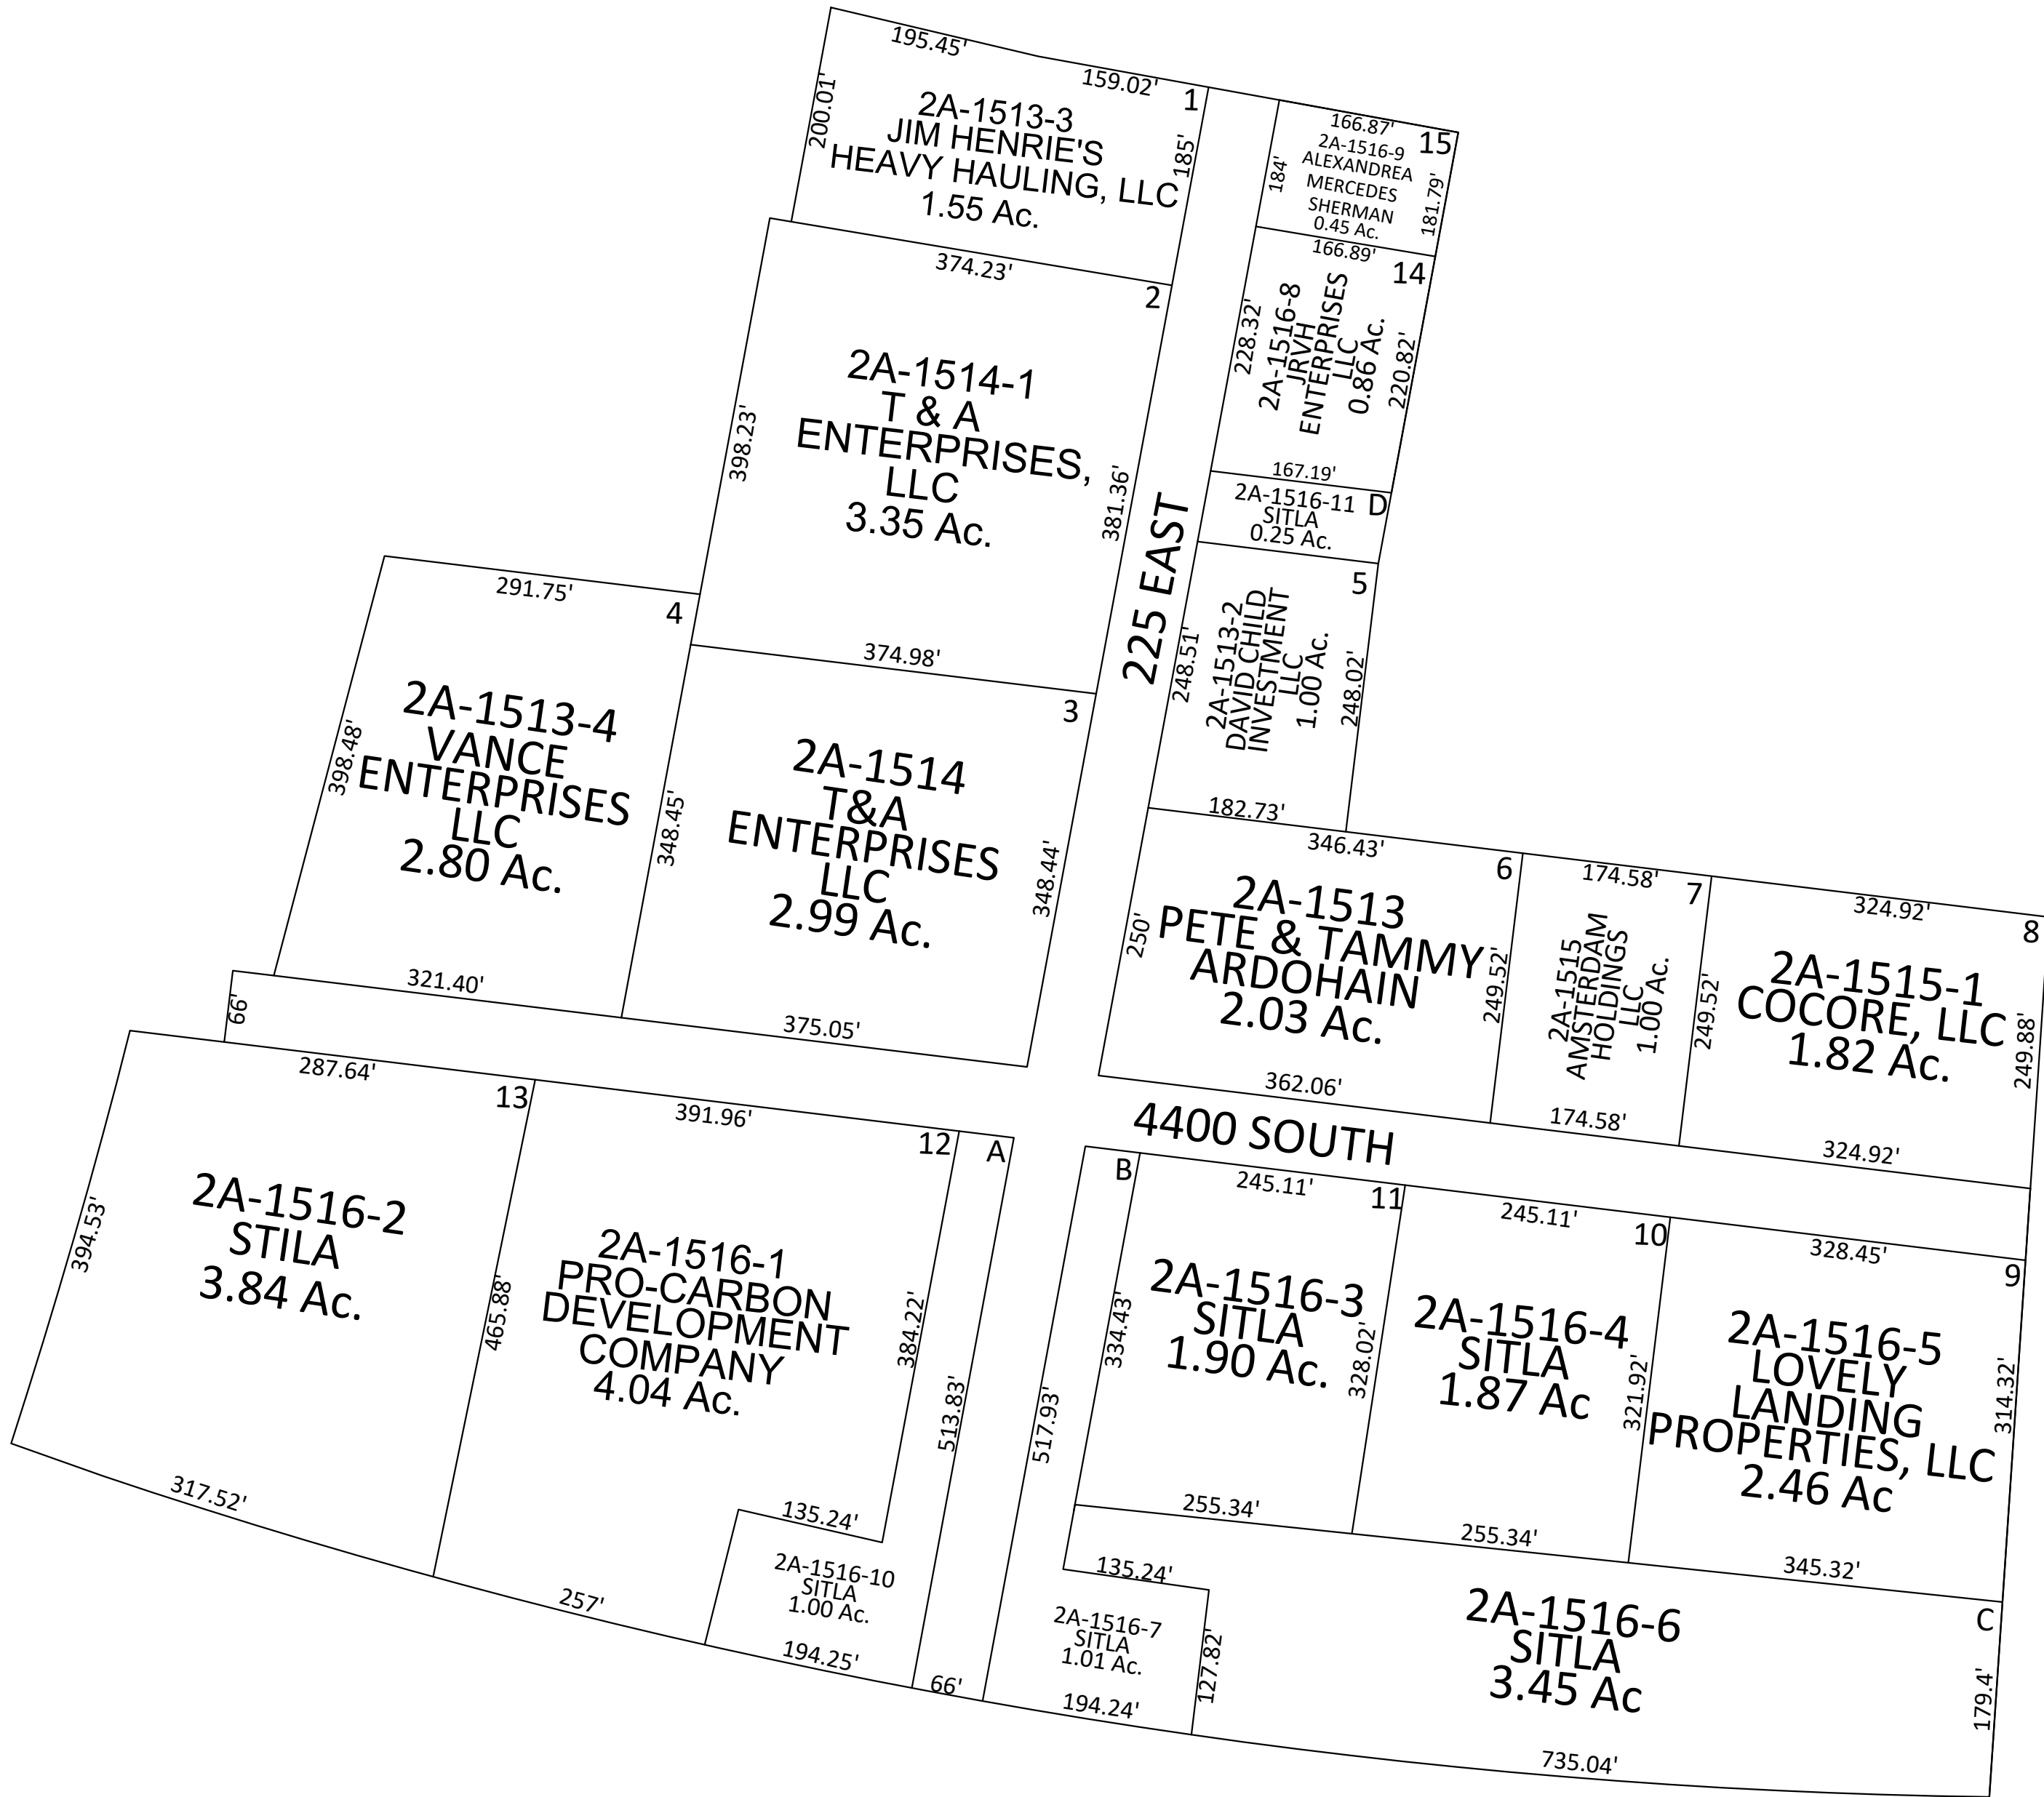 195.45'
159.02'
1
200.01'
2A-1513-3
JIM HENRIE'S
HEAVY HAULING, LLC
1.55 Ac.
185'
166.87'
15
184'
2A-1516-9
ALEXANDREA
MERCEDES
SHERMAN
0.45 Ac.
181.79'
374.23'
2
398.23'
2A-1514-1
T & A
ENTERPRISES,
LLC
3.35 Ac.
381.36'
166.89'
14
228.32'
2A-1516-8
JRVH
ENTERPRISES
LLC
0.86 Ac.
220.82'
167.19'
2A-1516-11
SITLA
0.25 Ac.
D
225 EAST
5
248.51'
2A-1513-2
DAVID CHILD
INVESTMENT
LLC
1.00 Ac.
248.02'
182.73'
291.75'
4
398.48'
2A-1513-4
VANCE
ENTERPRISES
LLC
2.80 Ac.
321.40'
374.98'
3
348.45'
2A-1514
T&A
ENTERPRISES
LLC
2.99 Ac.
348.44'
375.05'
66'
346.43'
6
250'
2A-1513
PETE & TAMMY
ARDOHAIN
2.03 Ac.
249.52'
362.06'
174.58'
7
2A-1515
AMSTERDAM
HOLDINGS
LLC
1.00 Ac.
249.52'
174.58'
324.92'
8
2A-1515-1
COCORE, LLC
1.82 Ac.
249.88'
324.92'
4400 SOUTH
287.64'
13
394.53'
2A-1516-2
STILA
3.84 Ac.
465.88'
317.52'
391.96'
12
2A-1516-1
PRO-CARBON
DEVELOPMENT
COMPANY
4.04 Ac.
384.22'
257'
A
513.83'
135.24'
2A-1516-10
SITLA
1.00 Ac.
194.25'
66'
B
517.93'
245.11'
11
334.43'
2A-1516-3
SITLA
1.90 Ac.
328.02'
255.34'
245.11'
10
2A-1516-4
SITLA
1.87 Ac
321.92'
255.34'
328.45'
9
2A-1516-5
LOVELY
LANDING
PROPERTIES, LLC
2.46 Ac
314.32'
345.32'
135.24'
2A-1516-7
SITLA
1.01 Ac.
127.82'
194.24'
2A-1516-6
SITLA
3.45 Ac
C
179.4'
735.04'